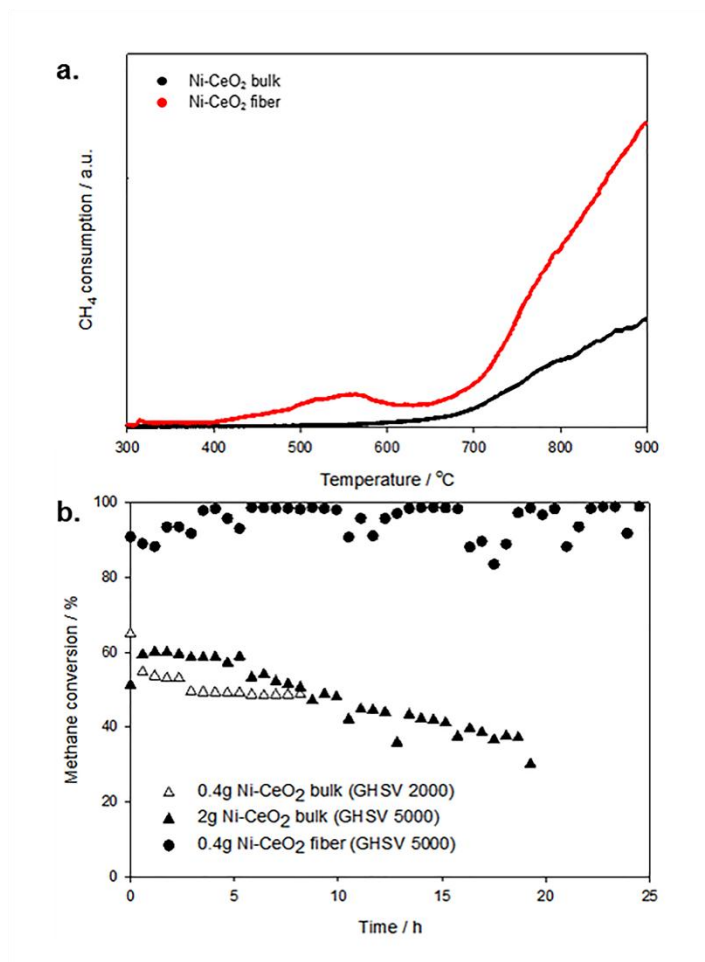 a.
Ni-CeO₂ bulk
Ni-CeO₂ fiber
CH₄ consumption / a.u.
300 400 500 600 700 800 900
Temperature / °C
b.
100
80
60
40
20
0
Methane conversion / %
0.4g Ni-CeO₂ bulk (GHSV 2000)
2g Ni-CeO₂ bulk (GHSV 5000)
0.4g Ni-CeO₂ fiber (GHSV 5000)
0 5 10 15 20 25
Time / h